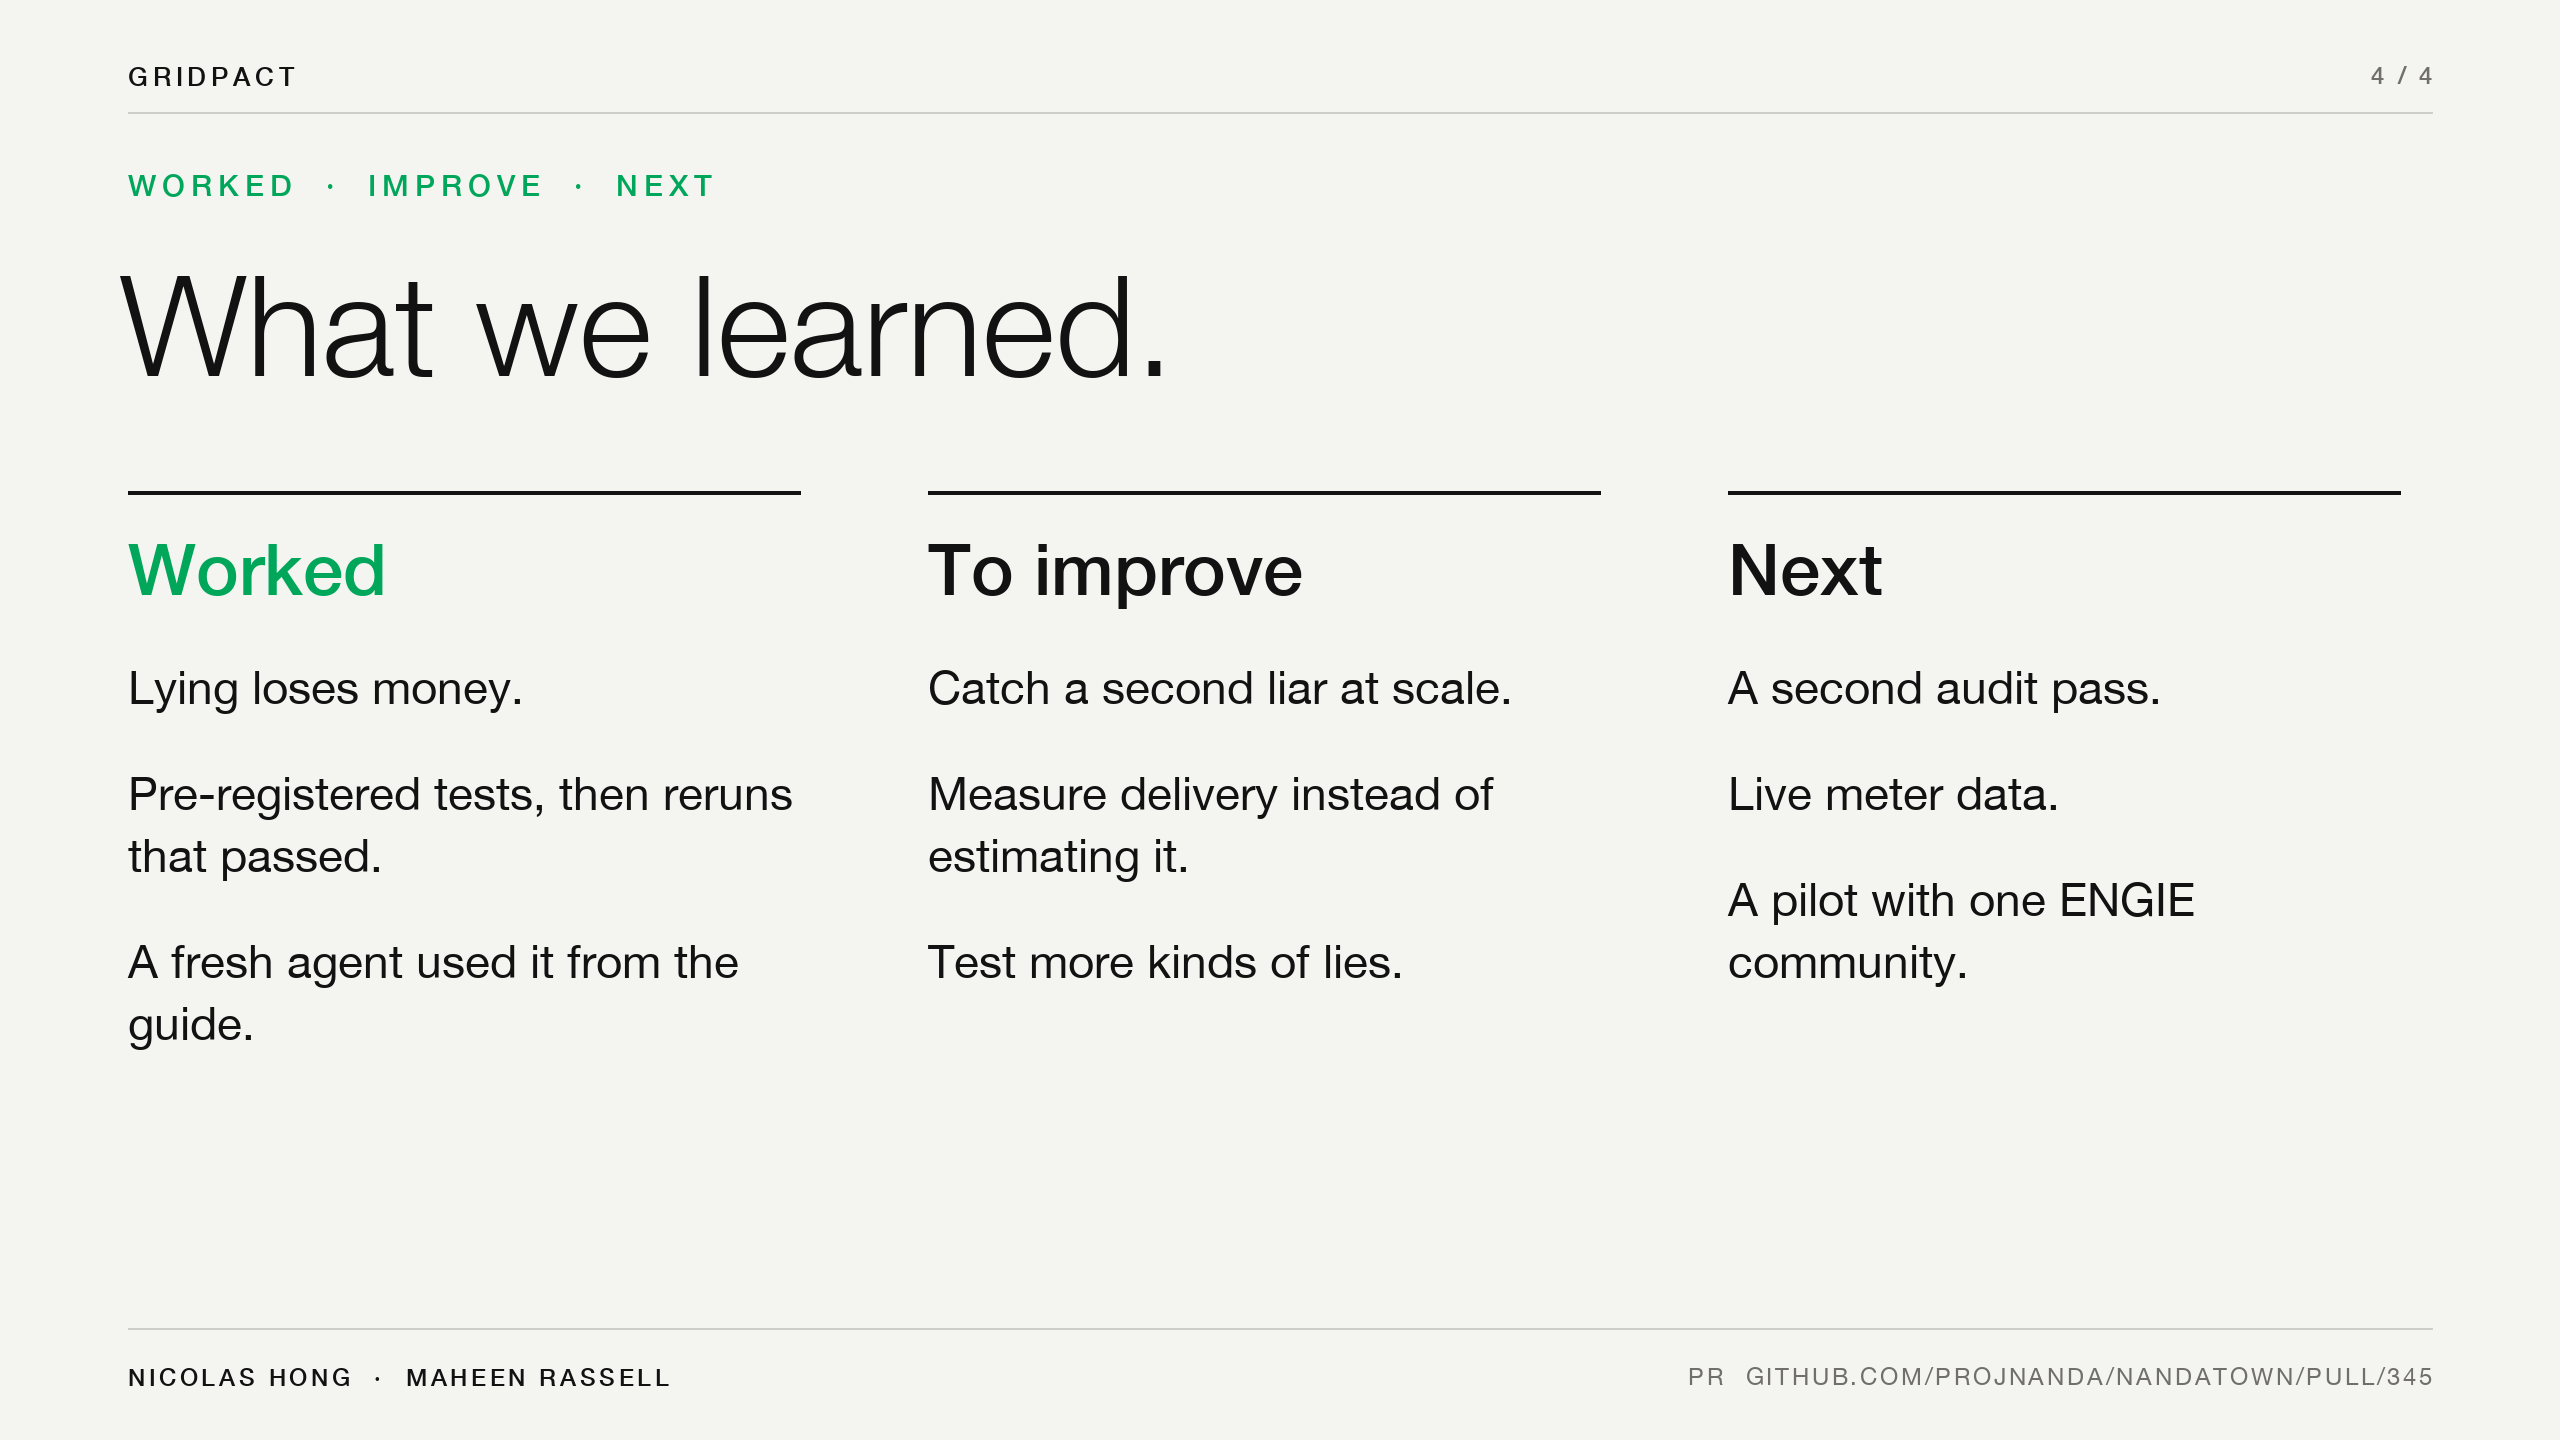 GRIDPACT
4 / 4
WORKED · IMPROVE · NEXT
What we learned.
Worked
Lying loses money.
Pre-registered tests, then reruns
that passed.
A fresh agent used it from the
guide.
To improve
Catch a second liar at scale.
Measure delivery instead of
estimating it.
Test more kinds of lies.
Next
A second audit pass.
Live meter data.
A pilot with one ENGIE
community.
NICOLAS HONG · MAHEEN RASSELL
PR GITHUB.COM/PROJNANDA/NANDATOWN/PULL/345